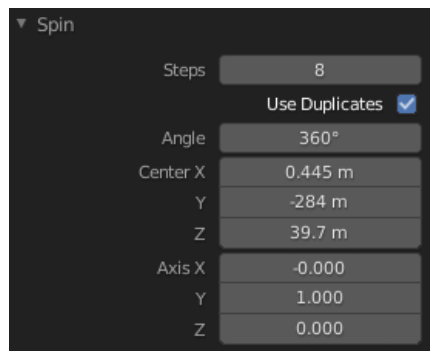 Spin
Steps 8
Use Duplicates
Angle 360°
Center X 0.445 m
Y -284 m
Z 39.7 m
Axis X -0.000
Y 1.000
Z 0.000